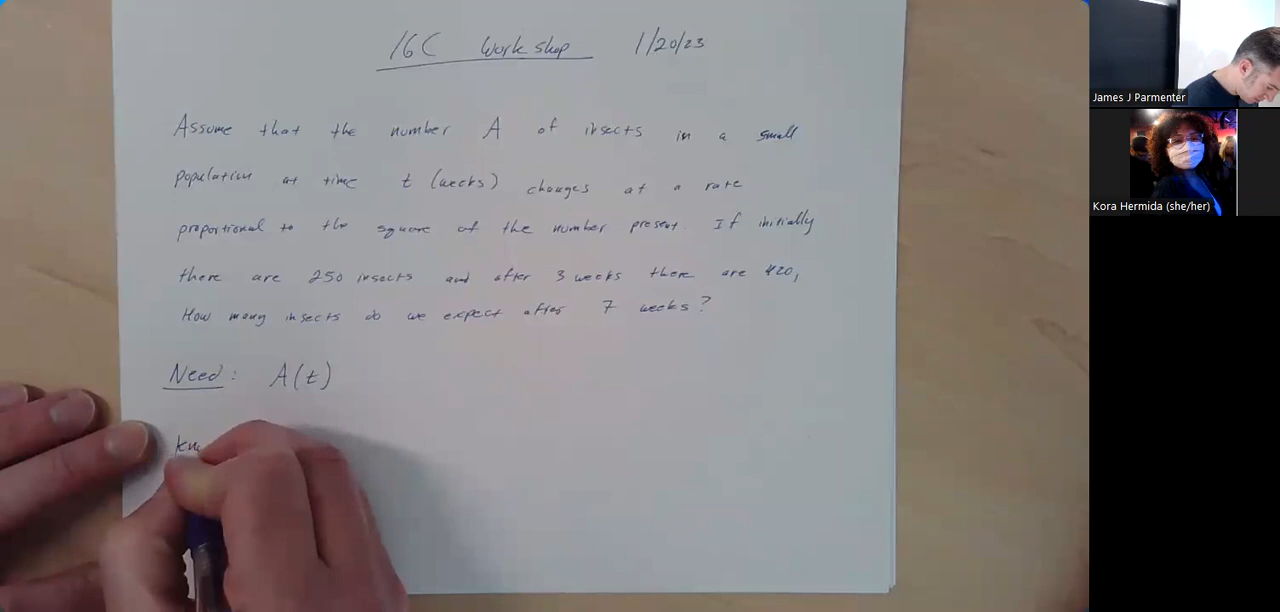 16C Workshop 1/20/23
Assume that the number A of insects in a small
population at time t (weeks) changes at a rate
proportional to the square of the number present. If initially
there are 250 insects and after 3 weeks there are 420,
How many insects do we expect after 7 weeks?
Need: A(t)
Kno
James J Parmenter
Kora Hermida (she/her)